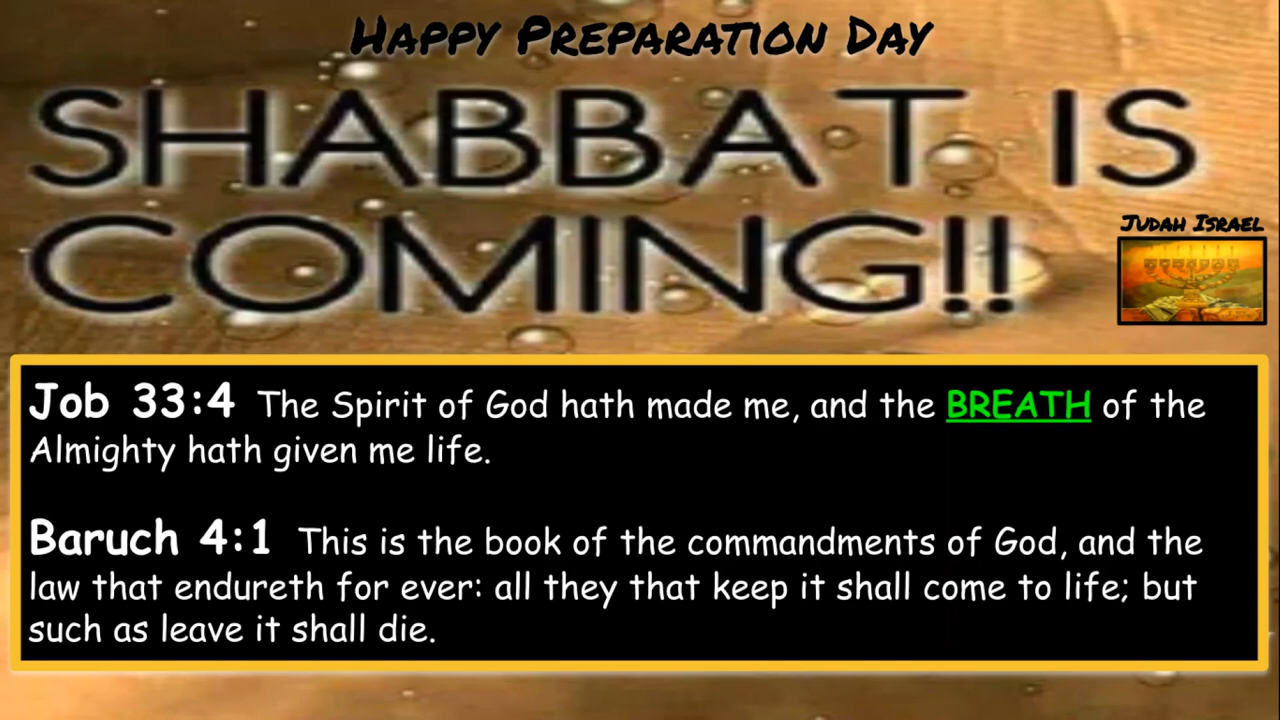 Happy Preparation Day
SHABBAT IS
COMING!!
Judah Israel
Job 33:4 The Spirit of God hath made me, and the BREATH of the
Almighty hath given me life.
Baruch 4:1 This is the book of the commandments of God, and the
law that endureth for ever: all they that keep it shall come to life; but
such as leave it shall die.